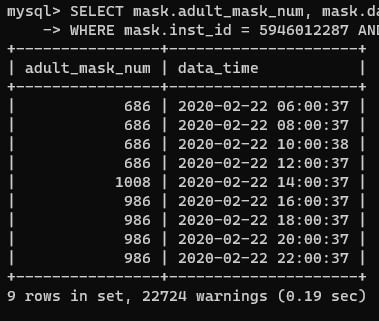 mysql> SELECT mask.adult_mask_num, mask.da
    -> WHERE mask.inst_id = 5946012287 AND
+----------------+---------------------+
| adult_mask_num | data_time           |
+----------------+---------------------+
|            686 | 2020-02-22 06:00:37 |
|            686 | 2020-02-22 08:00:37 |
|            686 | 2020-02-22 10:00:38 |
|            686 | 2020-02-22 12:00:37 |
|           1008 | 2020-02-22 14:00:37 |
|            986 | 2020-02-22 16:00:37 |
|            986 | 2020-02-22 18:00:37 |
|            986 | 2020-02-22 20:00:37 |
|            986 | 2020-02-22 22:00:37 |
+----------------+---------------------+
9 rows in set, 22724 warnings (0.19 sec)